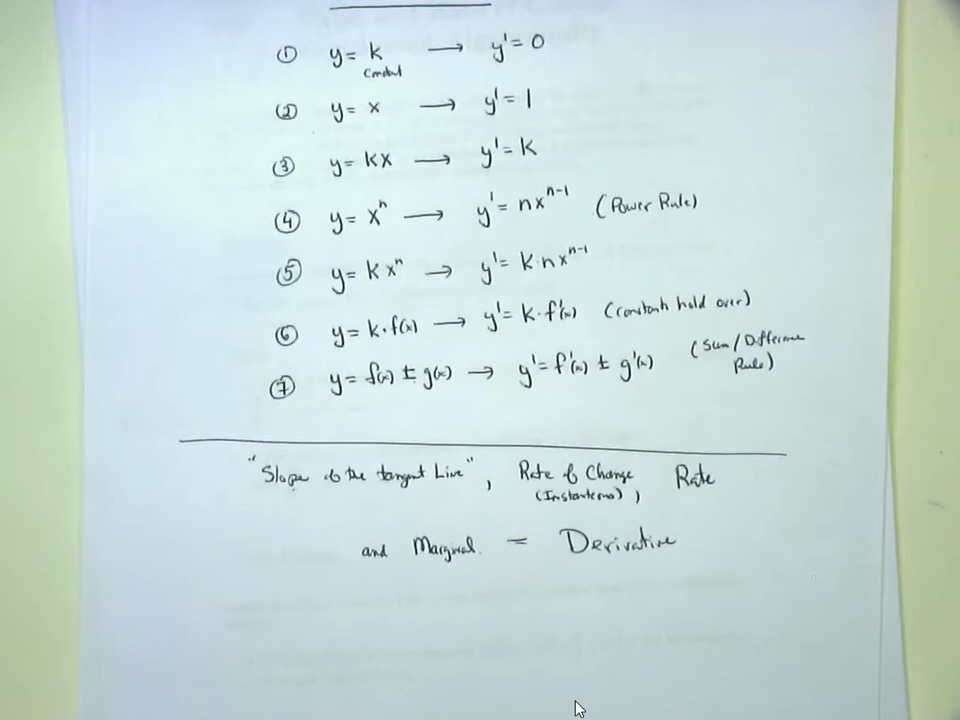 ① y = k → y' = 0
constant
② y = x → y' = 1
③ y = kx → y' = k
④ y = xⁿ → y' = nxⁿ⁻¹ (Power Rule)
⑤ y = k xⁿ → y' = k·nxⁿ⁻¹
⑥ y = k·f(x) → y' = k·f'(x) (constants hold over)
⑦ y = f(x) ± g(x) → y' = f'(x) ± g'(x) (Sum/Difference
Rule)
"Slope of the tangent Line", Rate of Change Rate
(Instantaneous),
and Marginal = Derivative